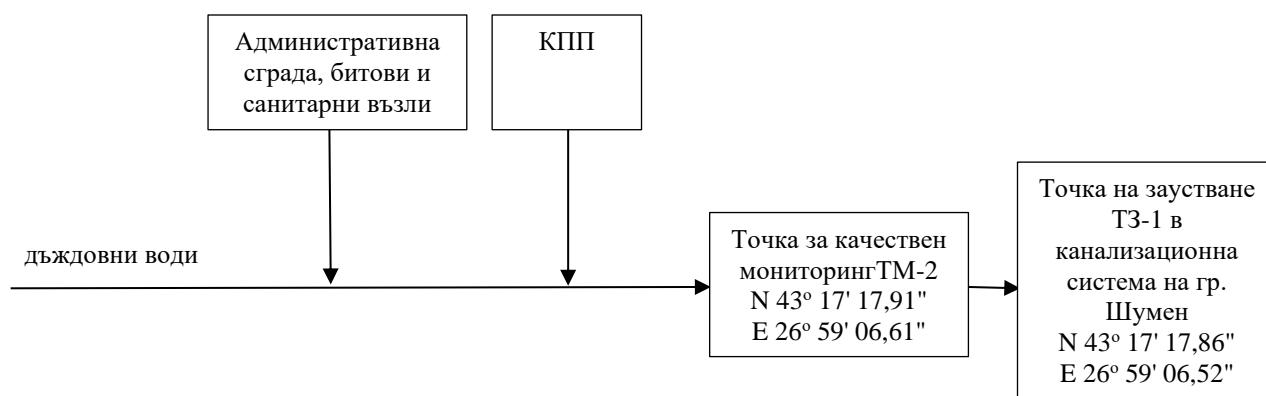 Административна
сграда, битови и
санитарни възли
КПП
дъждовни води
Точка за качествен
мониторингТМ-2
N 43º 17' 17,91"
E 26º 59' 06,61"
Точка на заустване
ТЗ-1 в
канализационна
система на гр.
Шумен
N 43º 17' 17,86"
E 26º 59' 06,52"